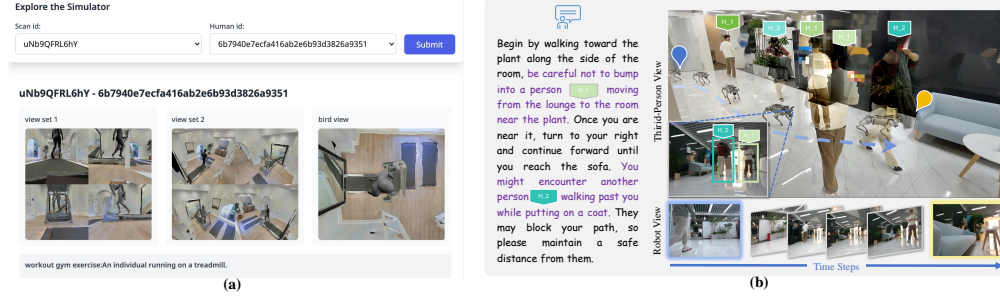 Explore the Simulator
Scan id:
Human id:
uNb9QFRL6hY
6b7940e7ecfa416ab2e6b93d3826a9351
Submit
uNb9QFRL6hY - 6b7940e7ecfa416ab2e6b93d3826a9351
view set 1
view set 2
bird view
workout gym exercise:An individual running on a treadmill.
(a)
Begin by walking toward the
plant along the side of the
room, be careful not to bump
into a person H_1 moving
from the lounge to the room
near the plant. Once you are
near it, turn to your right
and continue forward until
you reach the sofa. You
might encounter another
person H_2 walking past you
while putting on a coat. They
may block your path, so
please maintain a safe
distance from them.
Thirid-Person View
H_1
H_2
H_1
H_1
H_2
H_2
H_1
Robot View
Time Steps
(b)